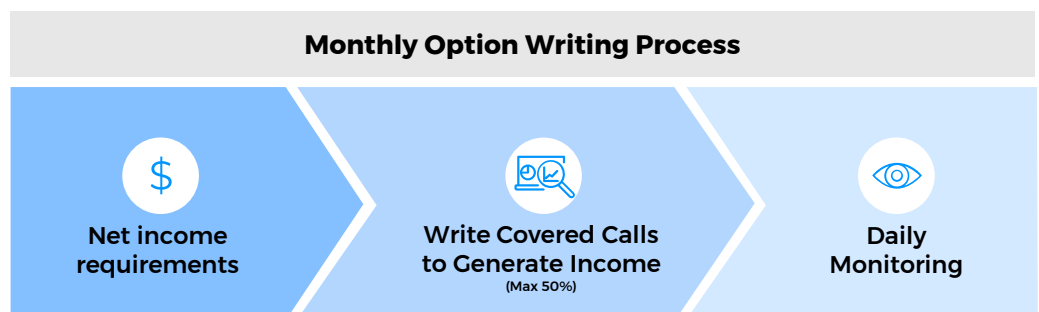 Monthly Option Writing Process
$
Net income
requirements
Write Covered Calls
to Generate Income
(Max 50%)
Daily
Monitoring